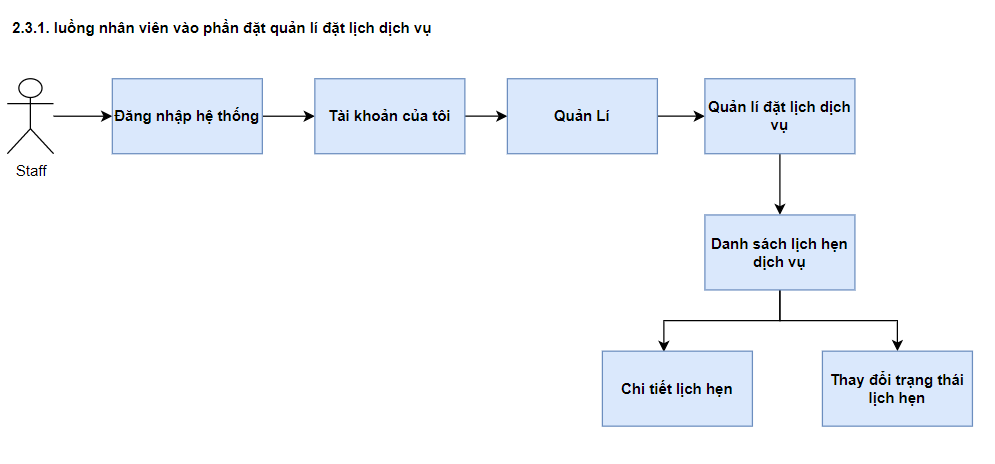 2.3.1. luồng nhân viên vào phần đặt quản lí đặt lịch dịch vụ
Đăng nhập hệ thống
Tài khoản của tôi
Quản Lí
Quản lí đặt lịch dịch
vụ
Staff
Danh sách lịch hẹn
dịch vụ
Chi tiết lịch hẹn
Thay đổi trạng thái
lịch hẹn